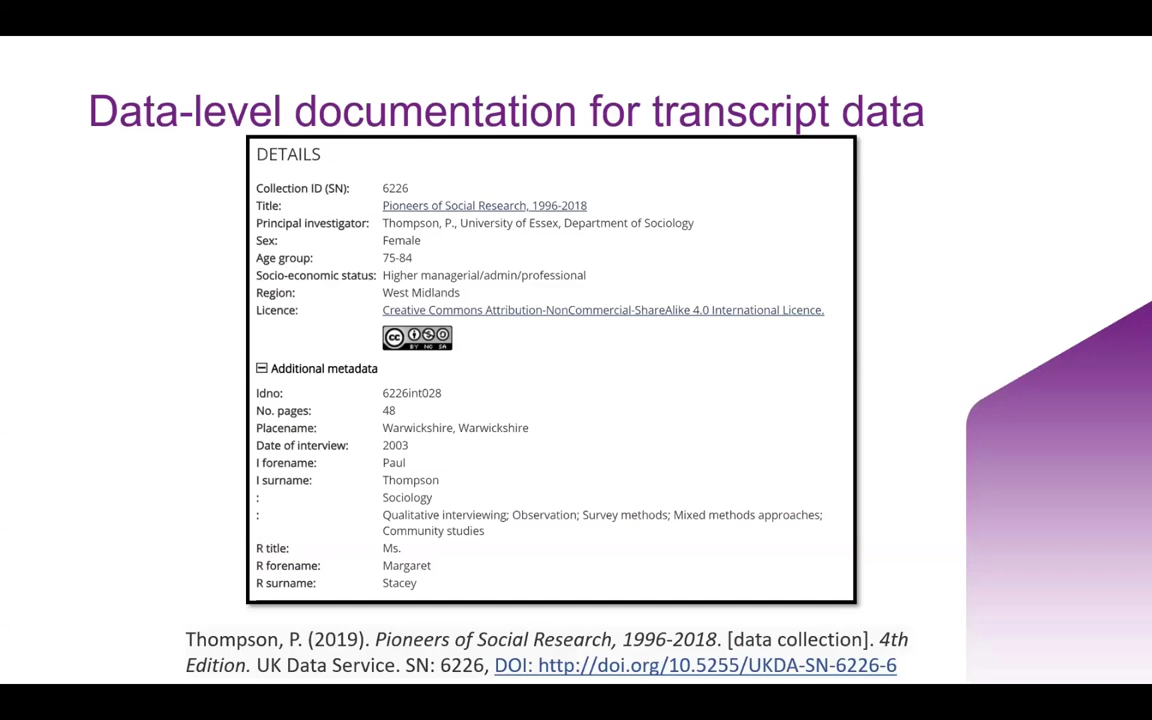 Data-level documentation for transcript data
DETAILS
Collection ID (SN): 6226
Title: Pioneers of Social Research, 1996-2018
Principal investigator: Thompson, P., University of Essex, Department of Sociology
Sex: Female
Age group: 75-84
Socio-economic status: Higher managerial/admin/professional
Region: West Midlands
Licence: Creative Commons Attribution-NonCommercial-ShareAlike 4.0 International Licence.
cc BY NC SA
Additional metadata
Idno: 6226int028
No. pages: 48
Placename: Warwickshire, Warwickshire
Date of interview: 2003
I forename: Paul
I surname: Thompson
: Sociology
: Qualitative interviewing; Observation; Survey methods; Mixed methods approaches;
Community studies
R title: Ms.
R forename: Margaret
R surname: Stacey
Thompson, P. (2019). Pioneers of Social Research, 1996-2018. [data collection]. 4th
Edition. UK Data Service. SN: 6226, DOI: http://doi.org/10.5255/UKDA-SN-6226-6